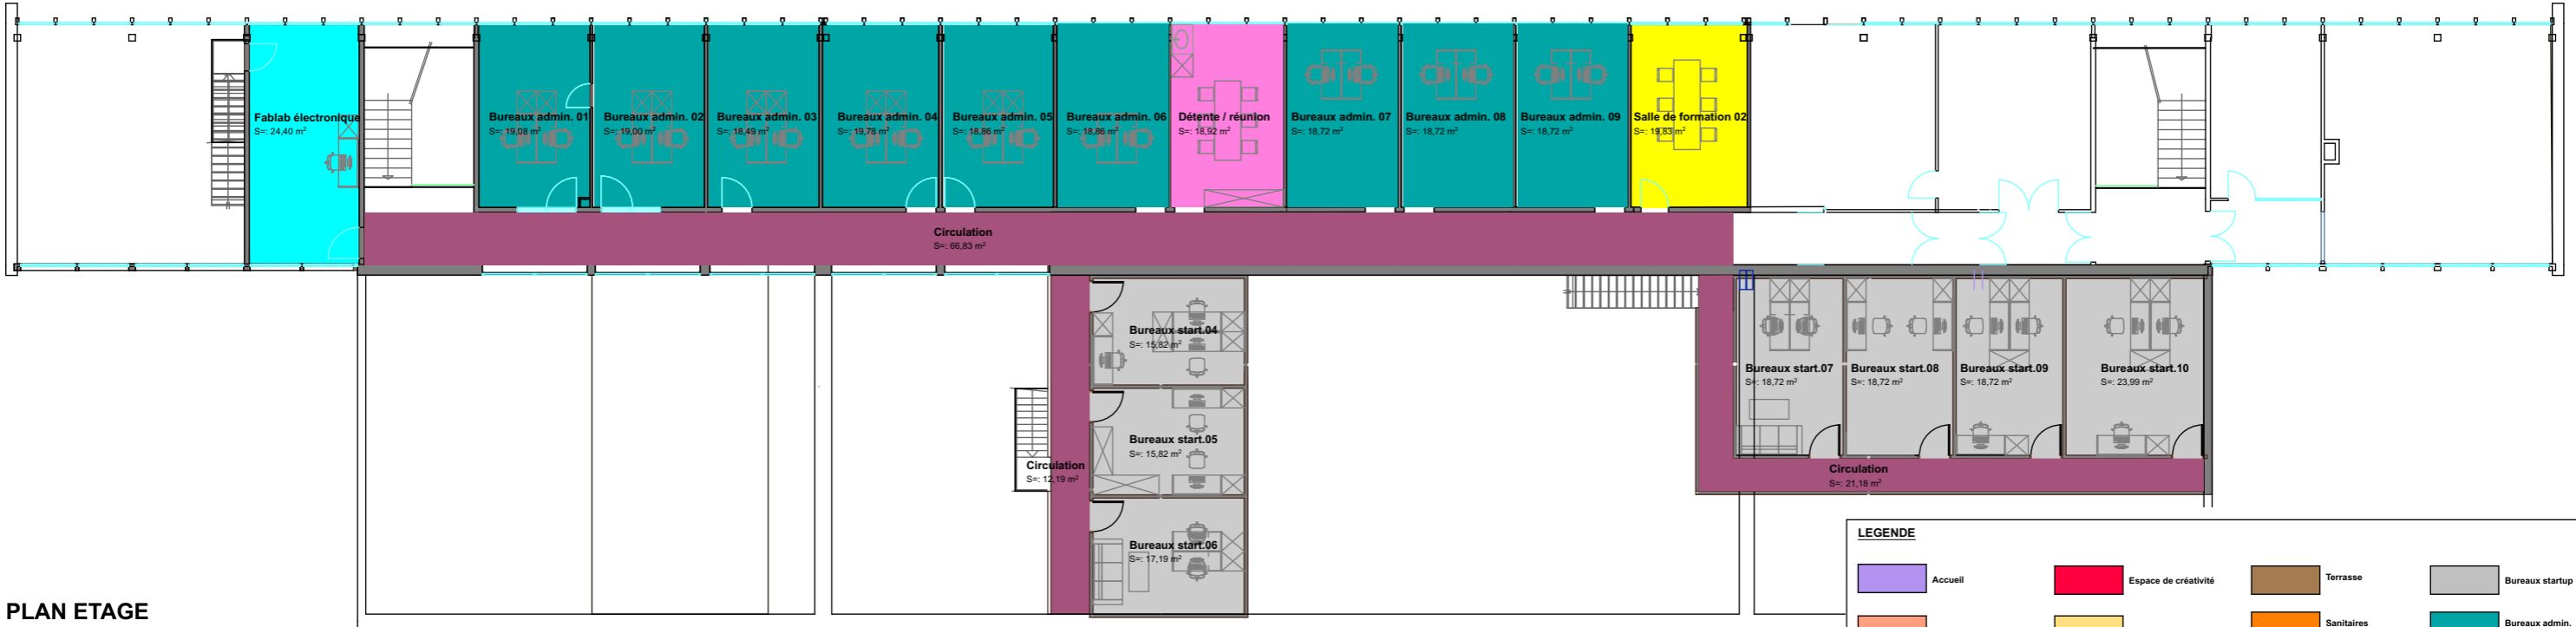 Fablab électronique
S=: 24,40 m²
Bureaux admin. 01
S=: 19,08 m²
Bureaux admin. 02
S=: 19,00 m²
Bureaux admin. 03
S=: 18,49 m²
Bureaux admin. 04
S=: 19,78 m²
Bureaux admin. 05
S=: 18,86 m²
Bureaux admin. 06
S=: 18,86 m²
Détente / réunion
S=: 18,92 m²
Bureaux admin. 07
S=: 18,72 m²
Bureaux admin. 08
S=: 18,72 m²
Bureaux admin. 09
S=: 18,72 m²
Salle de formation 02
S=: 19,83 m²
Circulation
S=: 66,83 m²
Bureaux start.04
S=: 15,82 m²
Bureaux start.05
S=: 15,82 m²
Circulation
S=: 12,19 m²
Bureaux start.06
S=: 17,19 m²
Bureaux start.07
S=: 18,72 m²
Bureaux start.08
S=: 18,72 m²
Bureaux start.09
S=: 18,72 m²
Bureaux start.10
S=: 23,99 m²
Circulation
S=: 21,18 m²
PLAN ETAGE
LEGENDE
Accueil
Espace de créativité
Terrasse
Bureaux startup
Sanitaires
Bureaux admin.